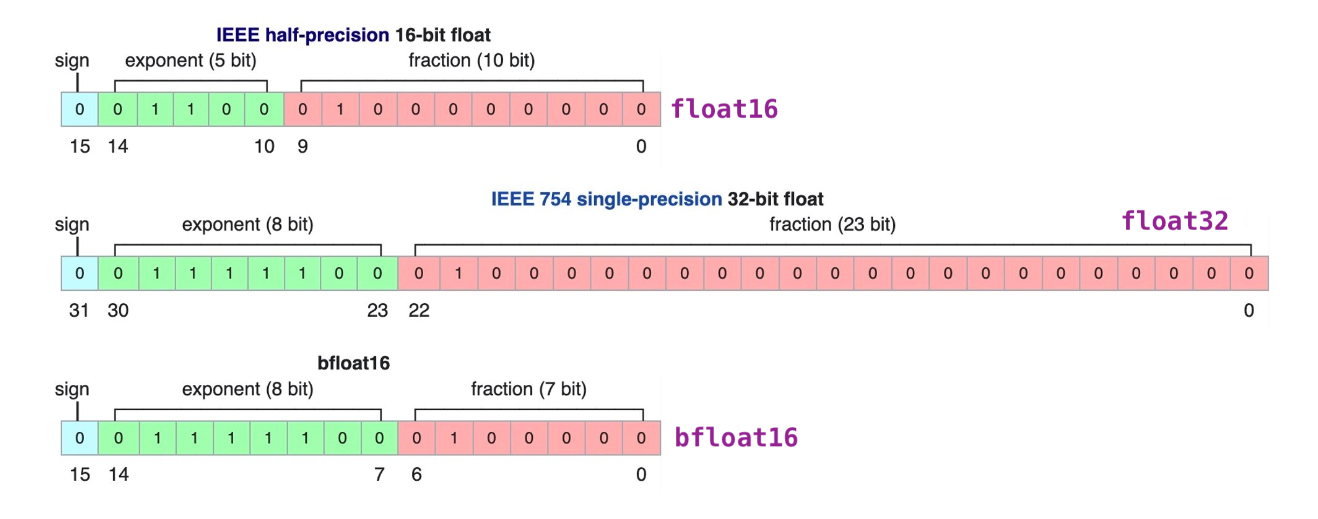 IEEE half-precision 16-bit float
sign exponent (5 bit) fraction (10 bit)
0 0 1 1 0 0 0 1 0 0 0 0 0 0 0 0 float16
15 14 10 9 0
IEEE 754 single-precision 32-bit float
sign exponent (8 bit) fraction (23 bit) float32
0 0 1 1 1 1 1 0 0 0 1 0 0 0 0 0 0 0 0 0 0 0 0 0 0 0 0 0 0 0 0 0
31 30 23 22 0
bfloat16
sign exponent (8 bit) fraction (7 bit)
0 0 1 1 1 1 1 0 0 0 1 0 0 0 0 0 bfloat16
15 14 7 6 0